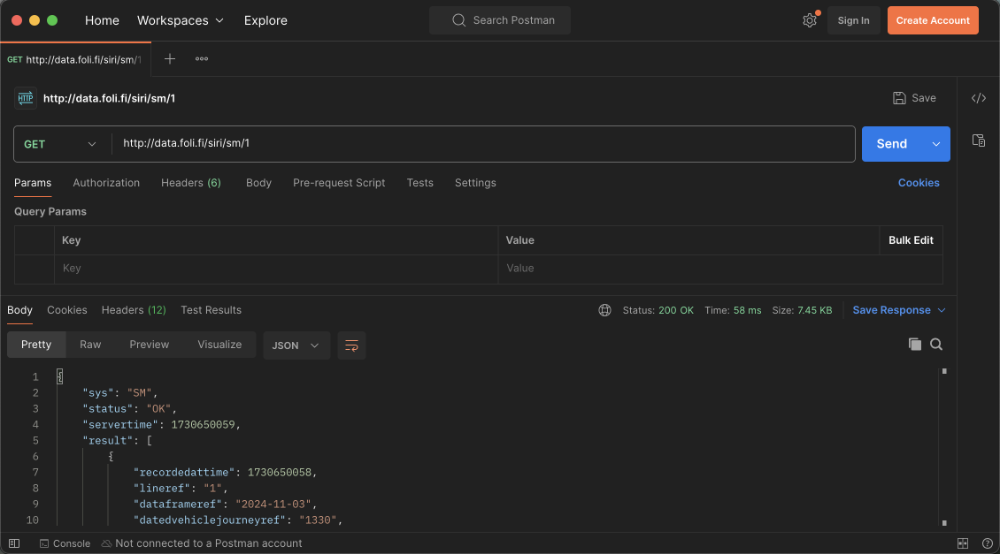 Home Workspaces Explore Search Postman Sign In Create Account
GET http://data.foli.fi/siri/sm/1
HTTP http://data.foli.fi/siri/sm/1 Save
GET http://data.foli.fi/siri/sm/1 Send
Params Authorization Headers (6) Body Pre-request Script Tests Settings Cookies
Query Params
Key Value Bulk Edit
Key Value
Body Cookies Headers (12) Test Results Status: 200 OK Time: 58 ms Size: 7.45 KB Save Response
Pretty Raw Preview Visualize JSON
1 {
2 "sys": "SM",
3 "status": "OK",
4 "servertime": 1730650059,
5 "result": [
6 {
7 "recordedattime": 1730650058,
8 "lineref": "1",
9 "dataframeref": "2024-11-03",
10 "datedvehiclejourneyref": "1330",
Console Not connected to a Postman account